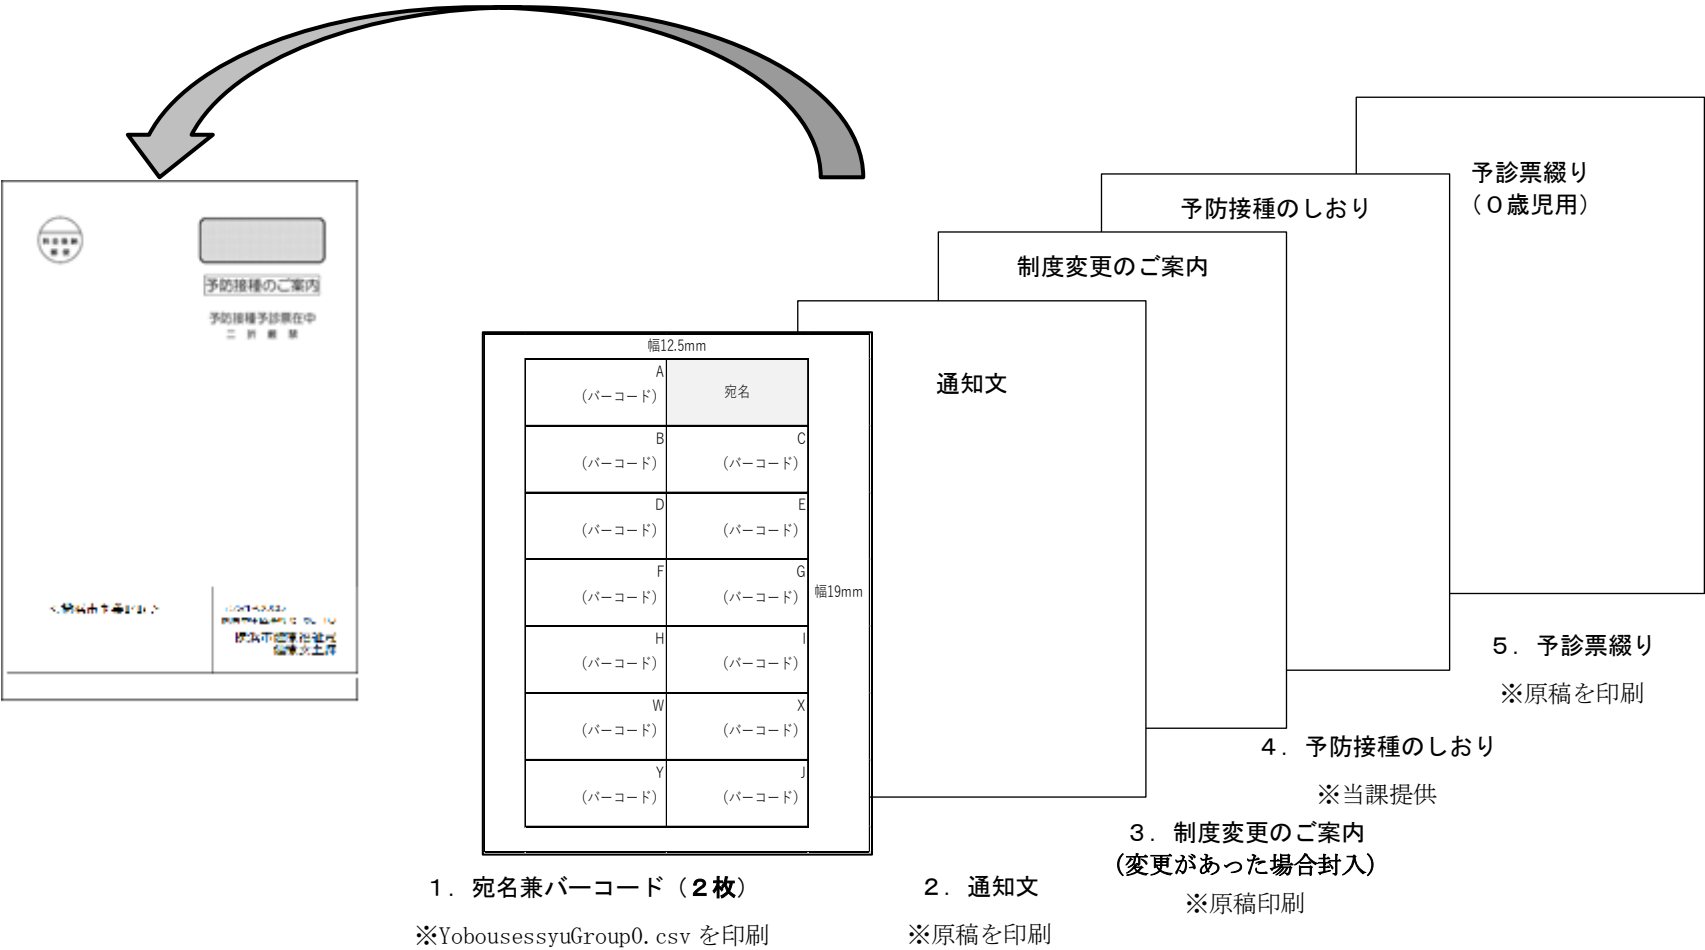 予防接種のご案内
予防接種予診票在中
二 折 厳 禁
予診票綴り
（０歳児用）
予防接種のしおり
制度変更のご案内
通知文
幅12.5mm
A
（バーコード）
宛名
B
（バーコード）
C
（バーコード）
D
（バーコード）
E
（バーコード）
F
（バーコード）
G
（バーコード）
幅19mm
H
（バーコード）
I
（バーコード）
W
（バーコード）
X
（バーコード）
Y
（バーコード）
J
（バーコード）
１．宛名兼バーコード（２枚）
※YobousessyuGroup0.csv を印刷
２．通知文
※原稿を印刷
３．制度変更のご案内
(変更があった場合封入)
※原稿印刷
４．予防接種のしおり
※当課提供
５．予診票綴り
※原稿を印刷